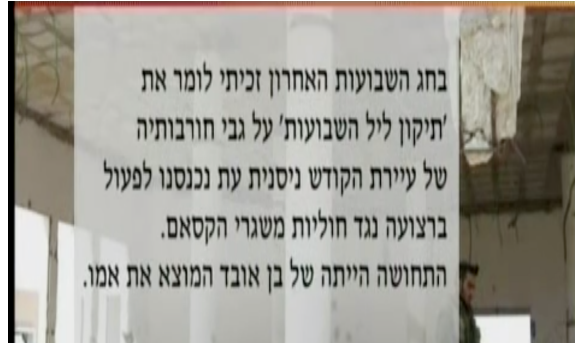 בחג השבועות האחרון זכיתי לומר את
'תיקון ליל השבועות' על גבי חורבותיה
של עיירת הקודש ניסנית עת נכנסנו לפעול
ברצועה נגד חוליות משגרי הקסאם.
התחושה הייתה של בן אובד המוצא את אמו.